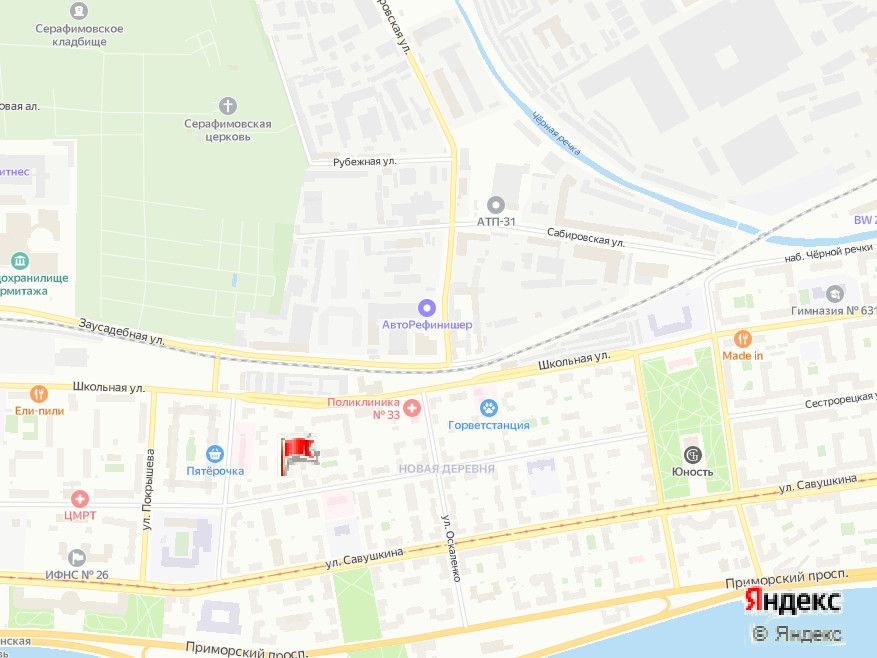 Серафимовское
кладбище
ровская ул.
овая ал.
Серафимовская
церковь
Чёрная речка
Рубежная ул.
итнес
АТП-31
BW 2
Сабировская ул.
наб. Чёрной речки
дохранилище
рмитажа
Гимназия № 631
АвтоРефинишер
Заусадебная ул.
Made in
Школьная ул.
Школьная ул.
Ели-пили
Поликлиника
№ 33
Горветстанция
Сестрорецкая у
Пятёрочка
НОВАЯ ДЕРЕВНЯ
Юность
ул. Покрышева
ул. Савушкина
ЦМРТ
ул. Оскаленко
ул. Савушкина
ИФНС № 26
Приморский просп.
Яндекс
© Яндекс
нская
вь
Приморский просп.